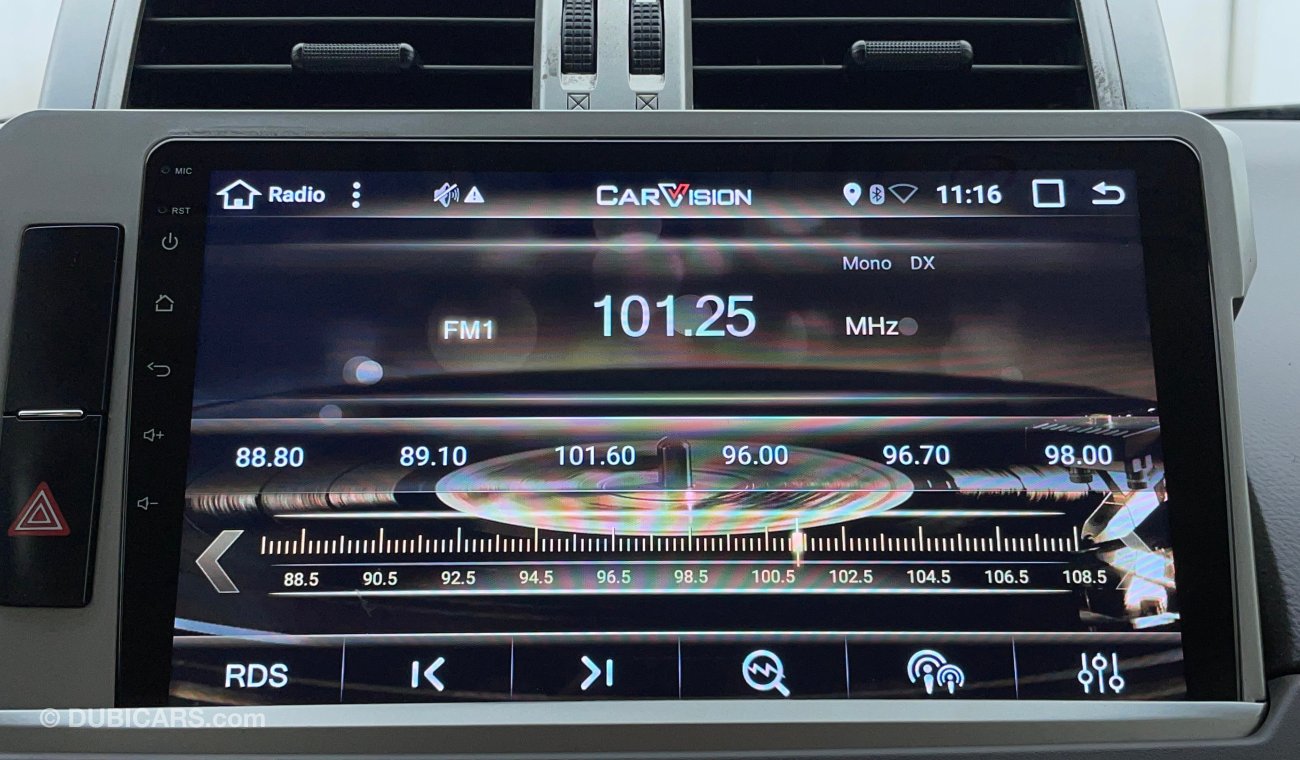 MIC
Radio CARVISION 11:16
RST
Mono DX
FM1 101.25 MHz
88.80 89.10 101.60 96.00 96.70 98.00
88.5 90.5 92.5 94.5 96.5 98.5 100.5 102.5 104.5 106.5 108.5
RDS
© DUBICARS.com